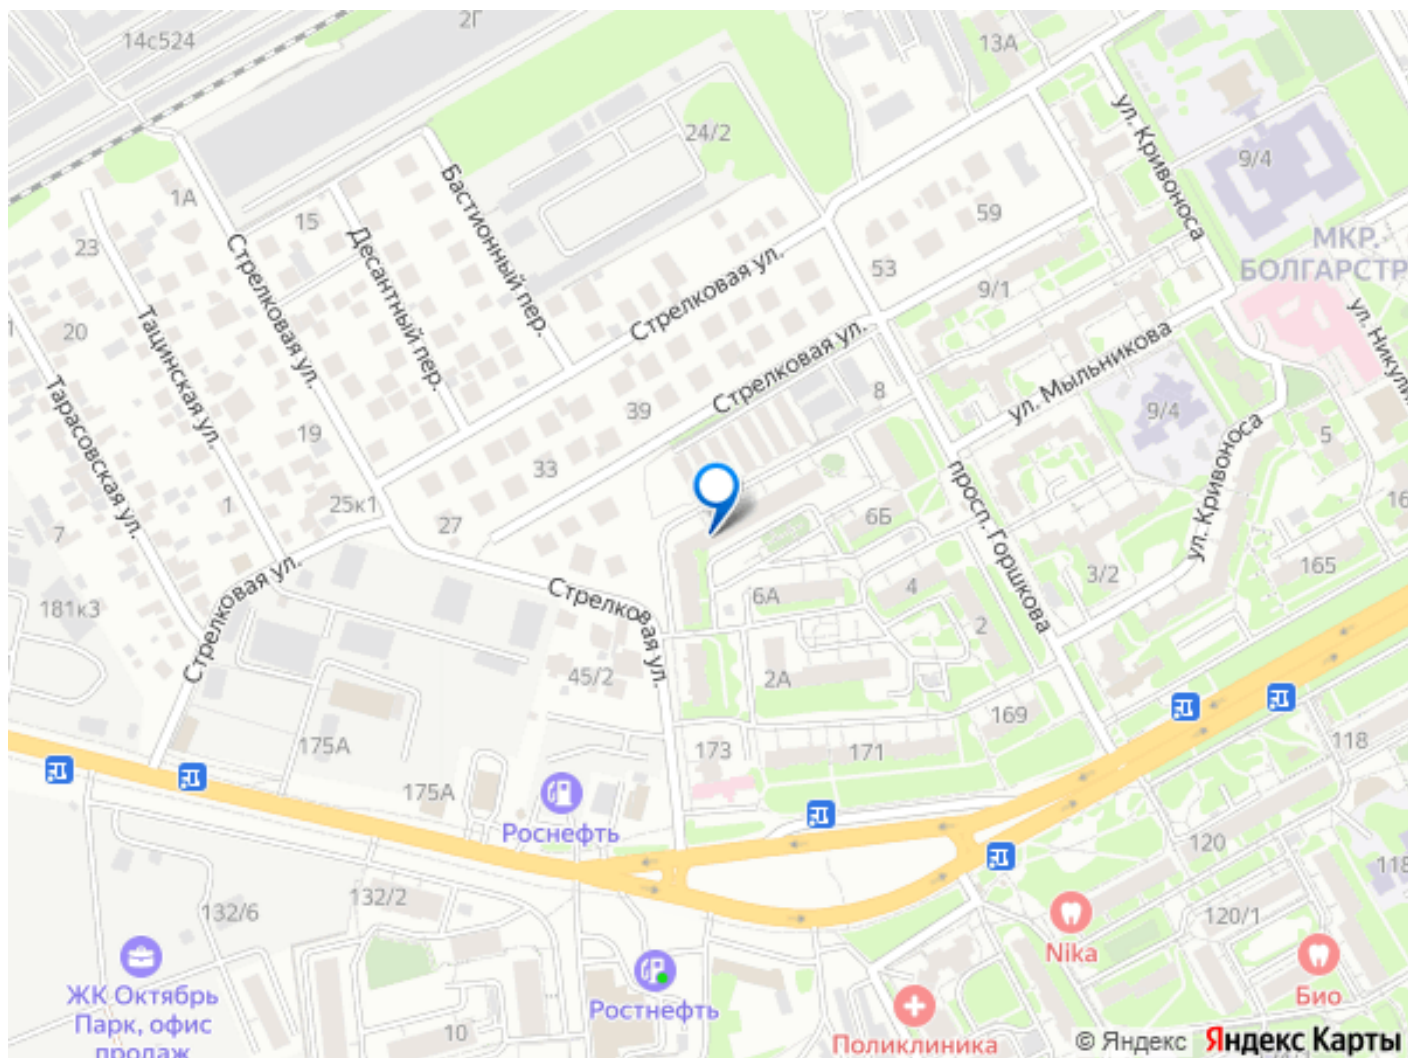 14с524
2Г
13А
24/2
ул. Кривоноса
9/4
1А
15
Бастионный пер.
59
МКР.
БОЛГАРСТР
23
Десантный пер.
Стрелковая ул.
Стрелковая ул.
53
9/1
20
Тацинская ул.
ул. Никули
Стрелковая ул.
ул. Мыльникова
Тарасовская ул.
39
8
9/4
19
33
5
ул. Кривоноса
просп. Горшкова
1
25к1
27
6Б
16
7
3/2
165
181к3
Стрелковая ул.
Стрелковая ул.
6А
4
2
45/2
2А
169
175А
173
171
118
175А
Роснефть
120
118
132/2
132/6
120/1
Nika
ЖК Октябрь
Парк, офис
продаж
10
Ростнефть
Поликлиника
Био
© Яндекс Яндекс Карты